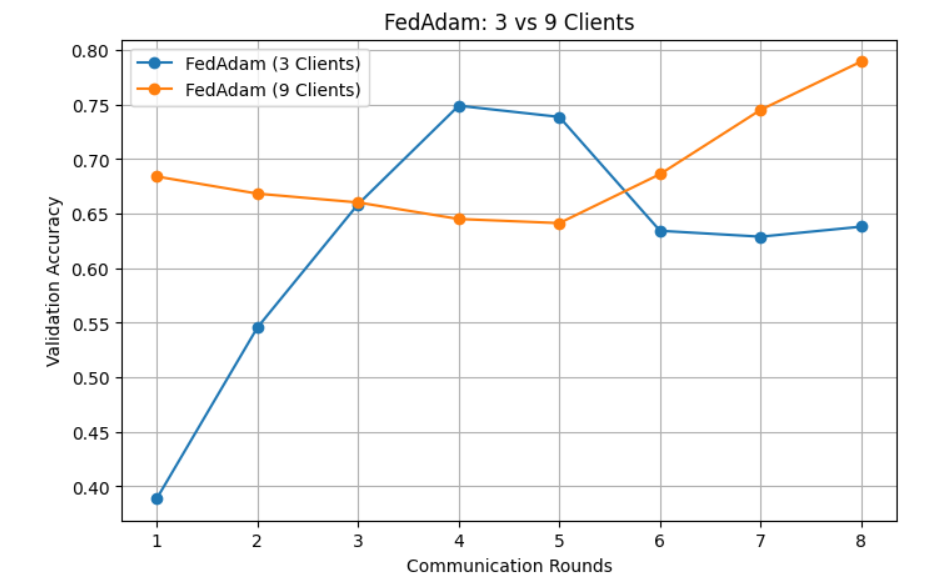 FedAdam: 3 vs 9 Clients
FedAdam (3 Clients)
FedAdam (9 Clients)
Validation Accuracy
0.80
0.75
0.70
0.65
0.60
0.55
0.50
0.45
0.40
1 2 3 4 5 6 7 8
Communication Rounds